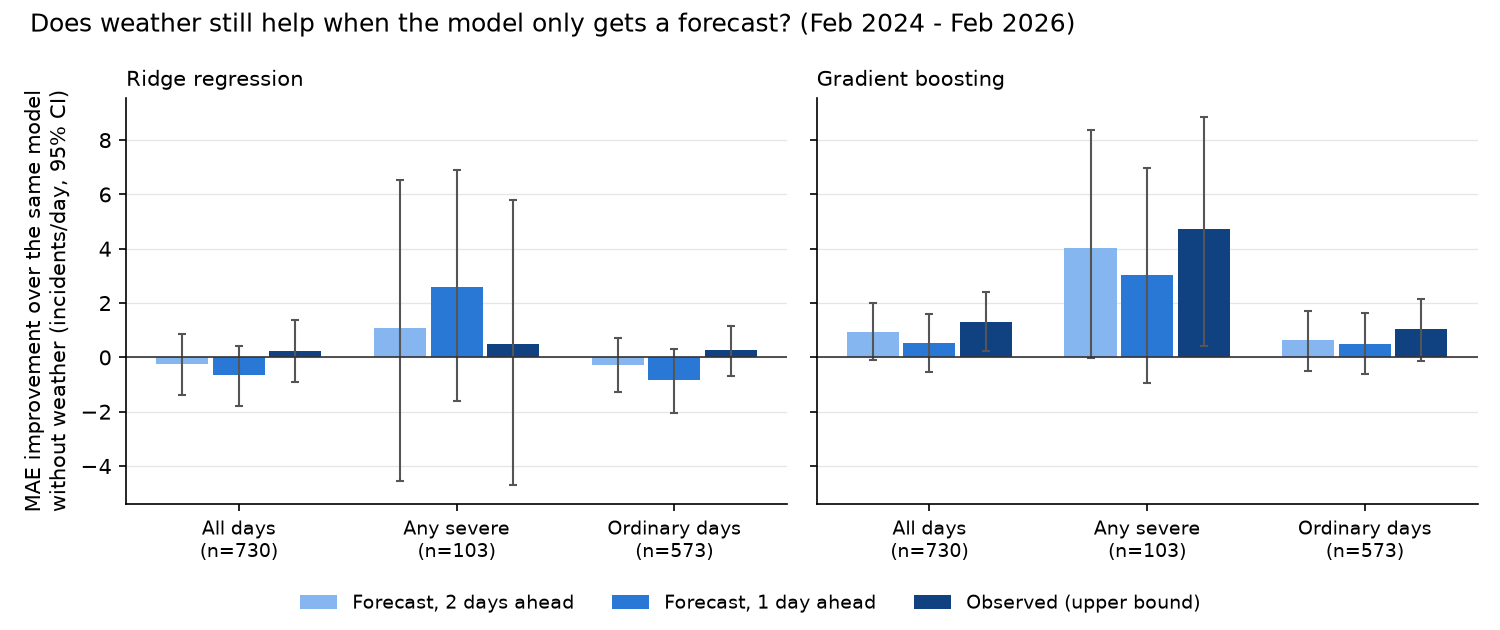 Does weather still help when the model only gets a forecast? (Feb 2024 - Feb 2026)
MAE improvement over the same model
without weather (incidents/day, 95% CI)
Ridge regression
8
6
4
2
0
−2
−4
All days
(n=730)
Any severe
(n=103)
Ordinary days
(n=573)
Gradient boosting
All days
(n=730)
Any severe
(n=103)
Ordinary days
(n=573)
Forecast, 2 days ahead
Forecast, 1 day ahead
Observed (upper bound)